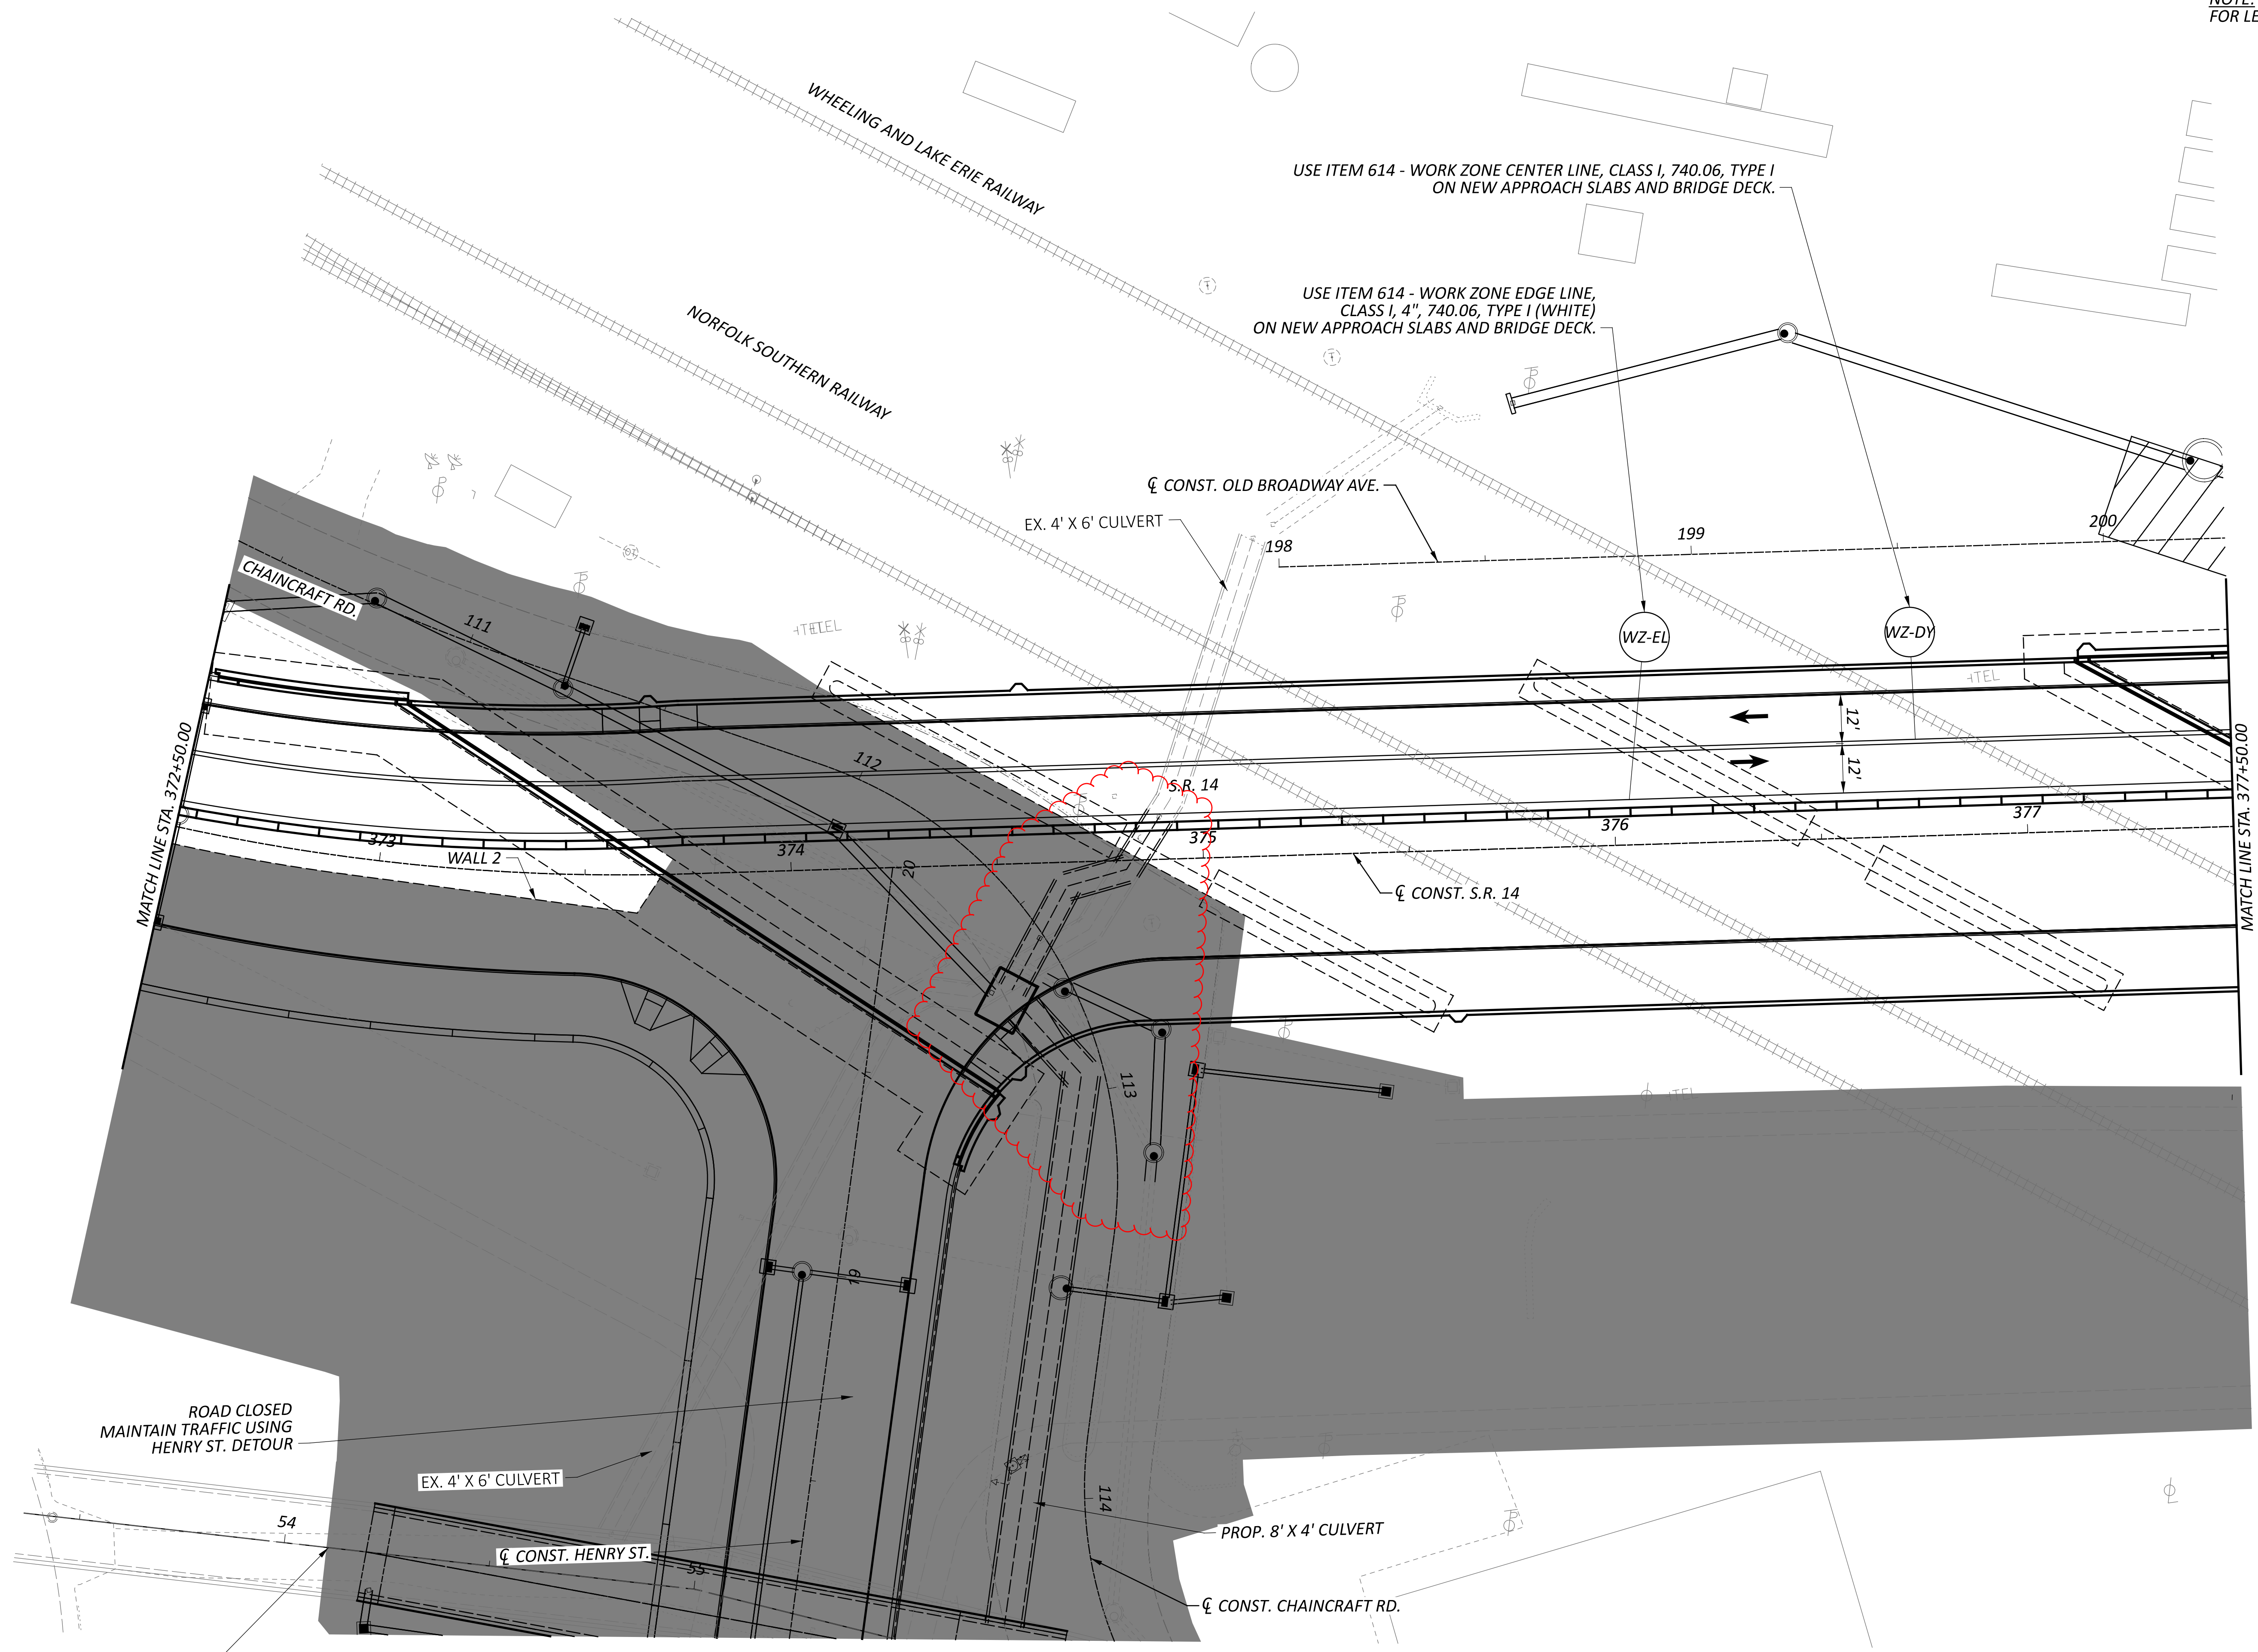 NOTE:
WHEELING AND LAKE ERIE RAILWAY
NORFOLK SOUTHERN RAILWAY
USE ITEM 614 - WORK ZONE CENTER LINE, CLASS I, 740.06, TYPE I
ON NEW APPROACH SLABS AND BRIDGE DECK.
USE ITEM 614 - WORK ZONE EDGE LINE,
CLASS I, 4", 740.06, TYPE I (WHITE)
ON NEW APPROACH SLABS AND BRIDGE DECK.
℄ CONST. OLD BROADWAY AVE.
EX. 4' X 6' CULVERT
198
199
200
CHAINCRAFT RD.
111
WZ-EL
WZ-DY
12'
12'
112
S.R. 14
MATCH LINE STA. 372+50.00
MATCH LINE STA. 377+50.00
373
374
375
376
377
WALL 2
20
℄ CONST. S.R. 14
113
19
ROAD CLOSED
MAINTAIN TRAFFIC USING
HENRY ST. DETOUR
EX. 4' X 6' CULVERT
114
54
PROP. 8' X 4' CULVERT
℄ CONST. HENRY ST.
55
℄ CONST. CHAINCRAFT RD.